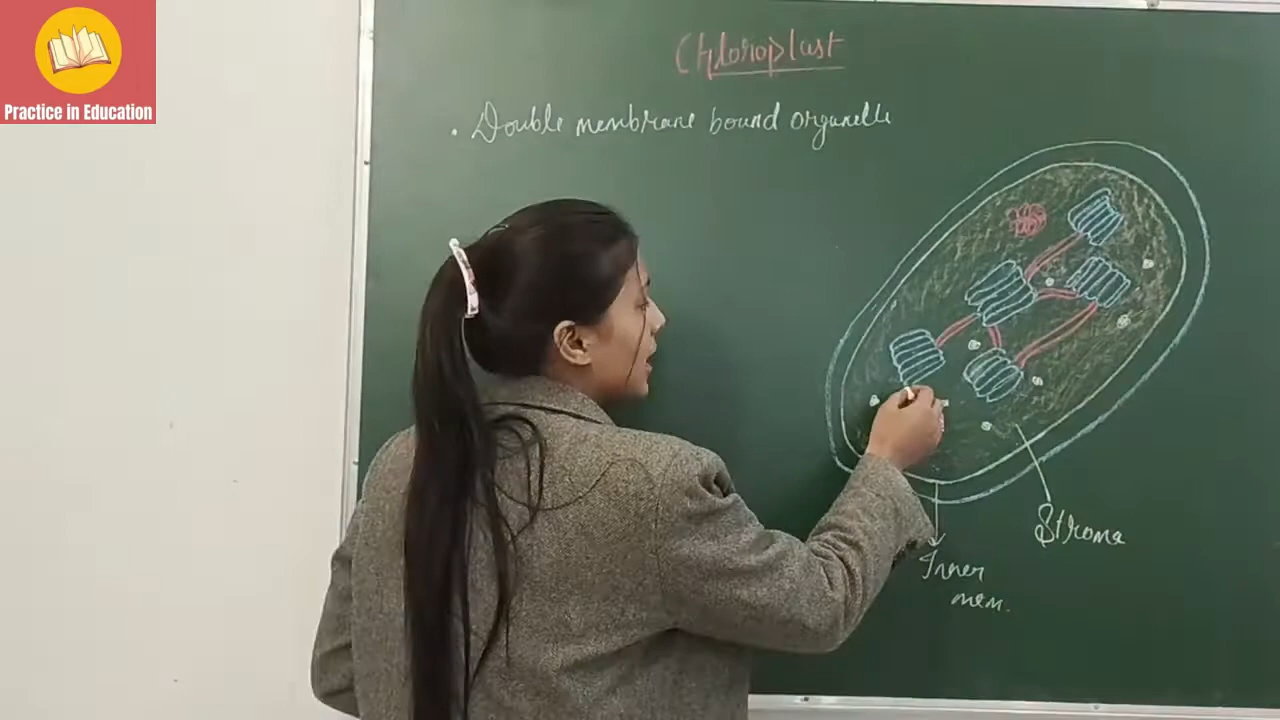 Practice in Education
Chloroplast
• Double membrane bound organelle
Stroma
Inner
mem.